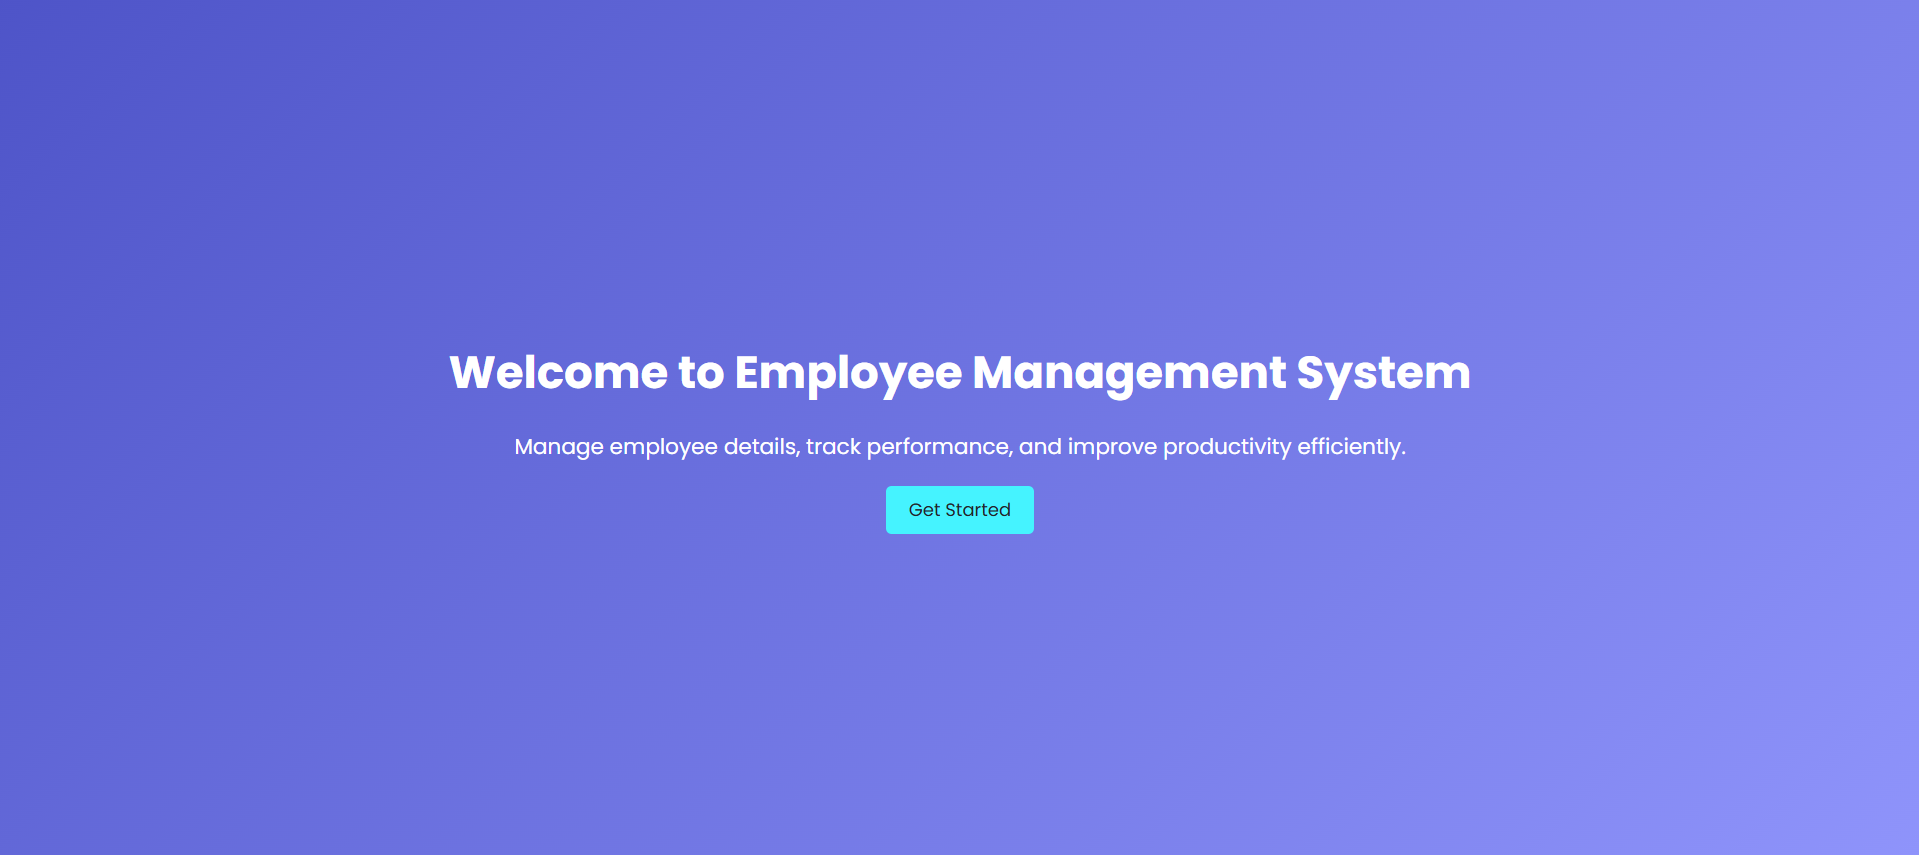 Welcome to Employee Management System
Manage employee details, track performance, and improve productivity efficiently.
Get Started